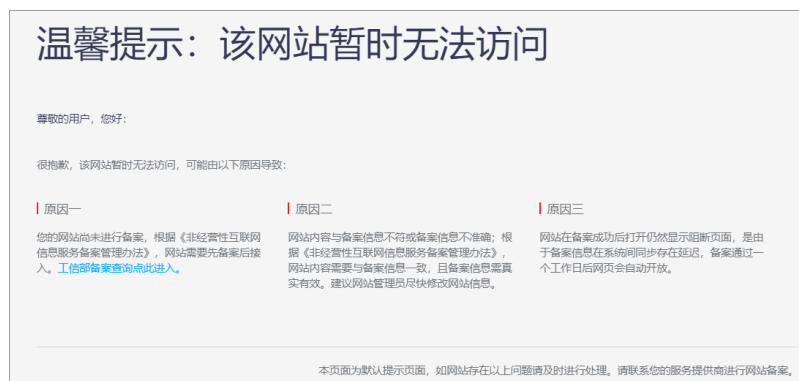 温馨提示：该网站暂时无法访问
尊敬的用户，您好：
很抱歉，该网站暂时无法访问，可能由以下原因导致：
原因一
您的网站尚未进行备案，根据《非经营性互联网
信息服务备案管理办法》，网站需要先备案后接
入。工信部备案查询点此进入。
原因二
网站内容与备案信息不符或备案信息不准确；根
据《非经营性互联网信息服务备案管理办法》，
网站内容需要与备案信息一致，且备案信息需真
实有效。建议网站管理员尽快修改网站信息。
原因三
网站在备案成功后打开仍然显示阻断页面，是由
于备案信息在系统间同步存在延迟，备案通过一
个工作日后网页会自动开放。
本页面为默认提示页面，如网站存在以上问题请及时进行处理。请联系您的服务提供商进行网站备案。